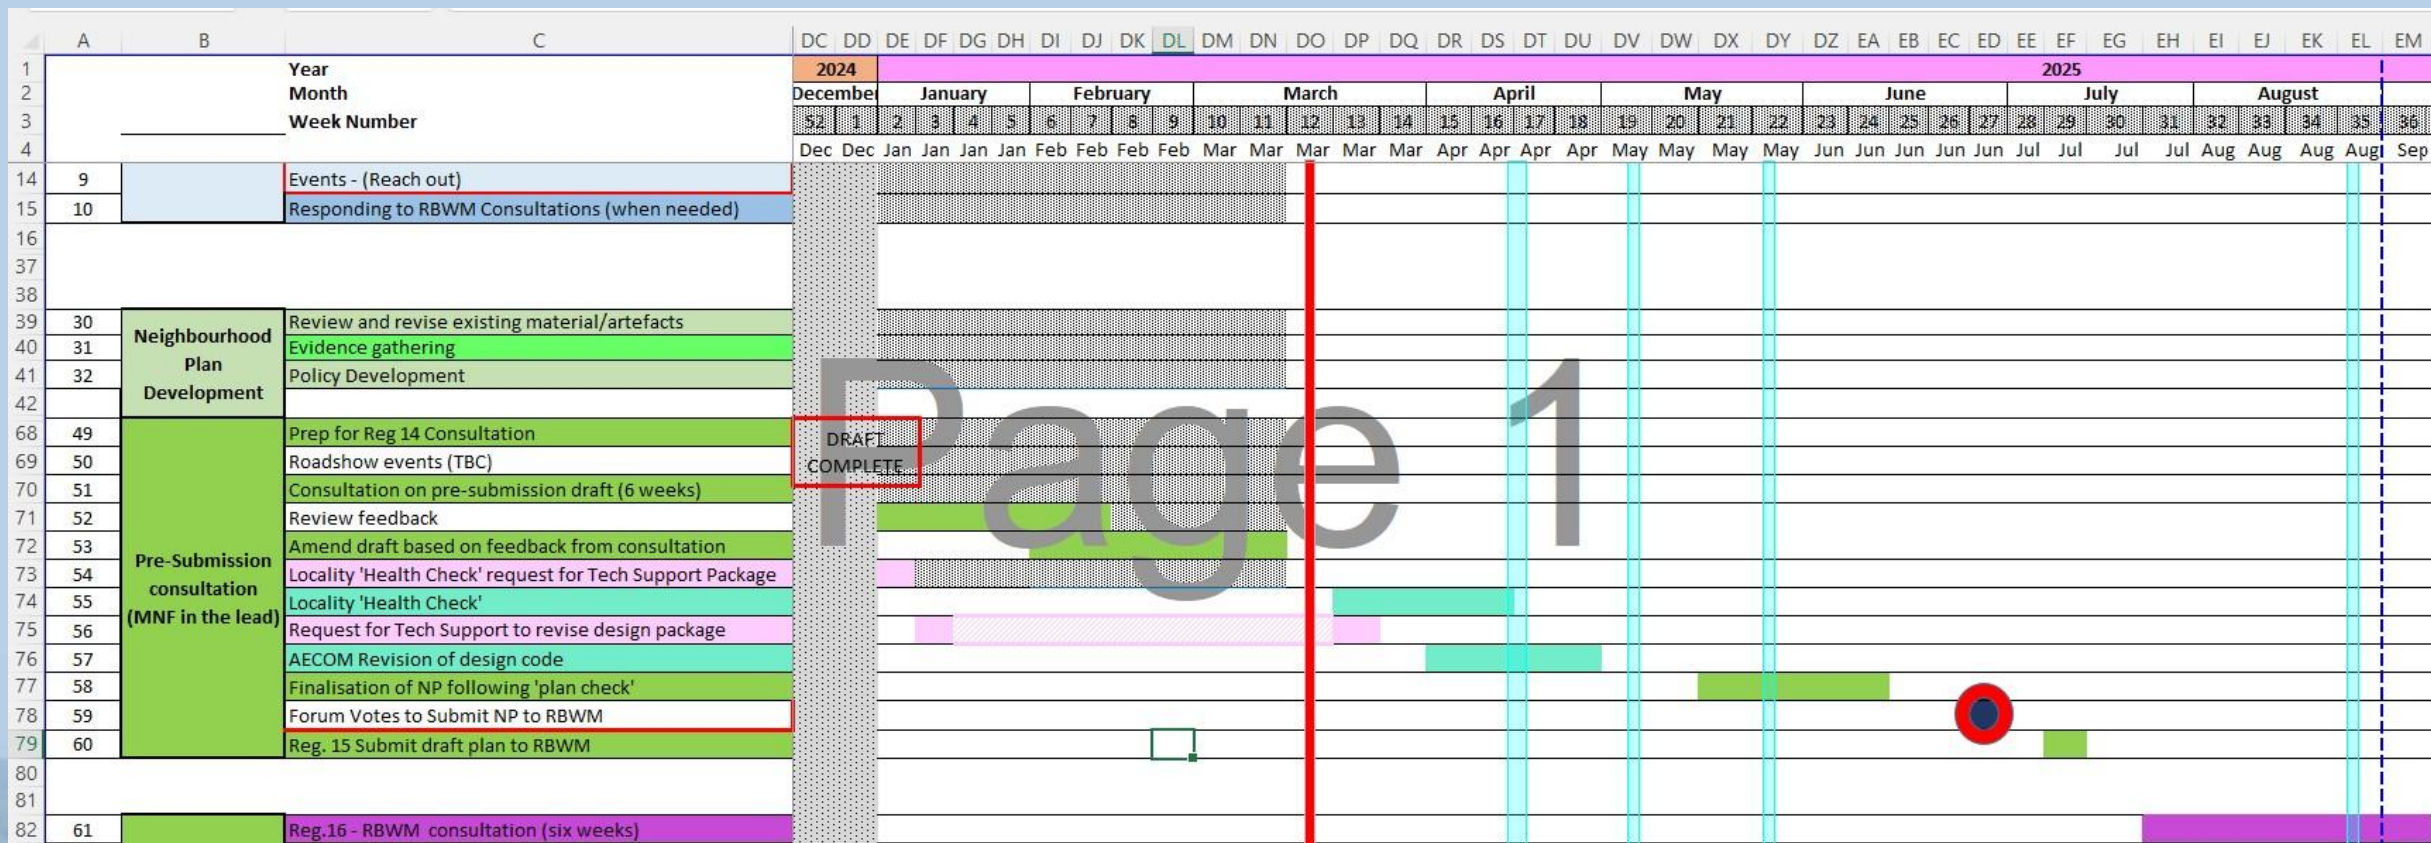 A B C DC DD DE DF DG DH DI DJ DK DL DM DN DO DP DQ DR DS DT DU DV DW DX DY DZ EA EB EC ED EE EF EG EH EI EJ EK EL EM
1 Year 2024 2025
2 Month December January February March April May June July August
3 Week Number 52 1 2 3 4 5 6 7 8 9 10 11 12 13 14 15 16 17 18 19 20 21 22 23 24 25 26 27 28 29 30 31 32 33 34 35 36
4 Dec Dec Jan Jan Jan Jan Feb Feb Feb Feb Mar Mar Mar Mar Mar Apr Apr Apr Apr May May May May Jun Jun Jun Jun Jun Jul Jul Jul Jul Aug Aug Aug Aug Sep
14 9 Events - (Reach out)
15 10 Responding to RBWM Consultations (when needed)
16
37
38
39 30 Review and revise existing material/artefacts
Neighbourhood
40 31 Evidence gathering
Plan
41 32 Policy Development
Development
42
Page 1
68 49 Prep for Reg 14 Consultation DRAFT
69 50 Roadshow events (TBC) COMPLETE
70 51 Consultation on pre-submission draft (6 weeks)
71 52 Review feedback
72 53 Amend draft based on feedback from consultation
Pre-Submission
73 54 Locality 'Health Check' request for Tech Support Package
consultation
74 55 Locality 'Health Check'
(MNF in the lead)
75 56 Request for Tech Support to revise design package
76 57 AECOM Revision of design code
77 58 Finalisation of NP following 'plan check'
78 59 Forum Votes to Submit NP to RBWM
79 60 Reg. 15 Submit draft plan to RBWM
80
81
82 61 Reg.16 - RBWM consultation (six weeks)